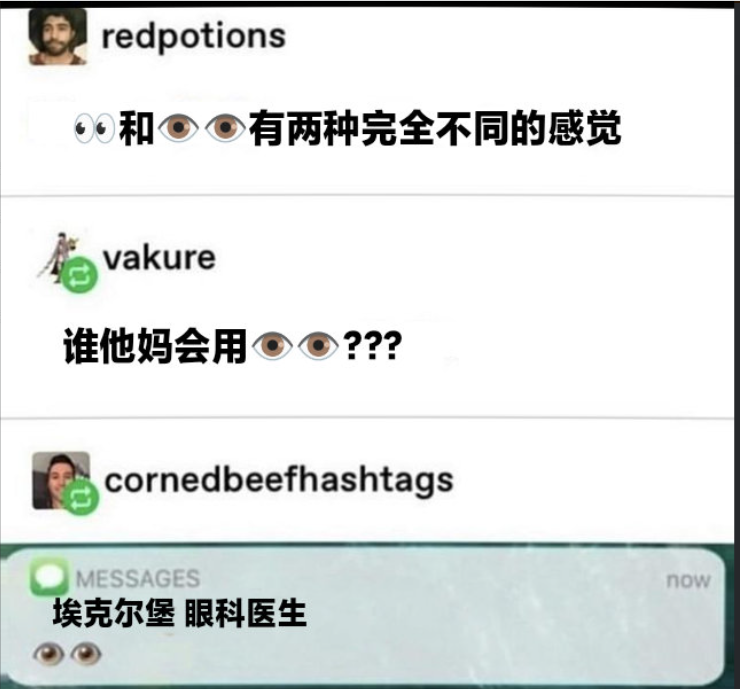 redpotions
👀和👁️👁️有两种完全不同的感觉
vakure
谁他妈会用👁️👁️???
cornedbeefhashtags
MESSAGES
now
埃克尔堡 眼科医生
👁️👁️